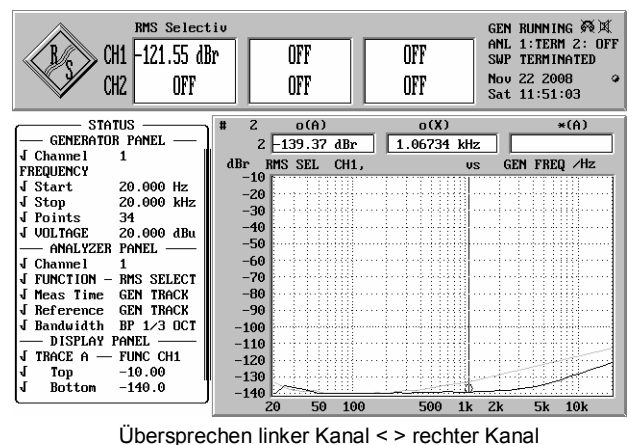 RMS Selectiv
R
S
CH1 -121.55 dBr OFF OFF
CH2 OFF OFF OFF
GEN RUNNING
ANL 1:TERM 2: OFF
SWP TERMINATED
Nov 22 2008
Sat 11:51:03
STATUS
GENERATOR PANEL
Channel 1
FREQUENCY
Start 20.000 Hz
Stop 20.000 kHz
Points 34
VOLTAGE 20.000 dBu
ANALYZER PANEL
Channel 1
FUNCTION - RMS SELECT
Meas Time GEN TRACK
Reference GEN TRACK
Bandwidth BP 1/3 OCT
DISPLAY PANEL
TRACE A — FUNC CH1
Top -10.00
Bottom -140.0
# 2 o(A) o(X) *(A)
2 -139.37 dBr 1.06734 kHz
dBr RMS SEL CH1, vs GEN FREQ /Hz
-10
-20
-30
-40
-50
-60
-70
-80
-90
-100
-110
-120
-130
-140
20 50 100 500 1k 2k 5k 10k
Übersprechen linker Kanal < > rechter Kanal